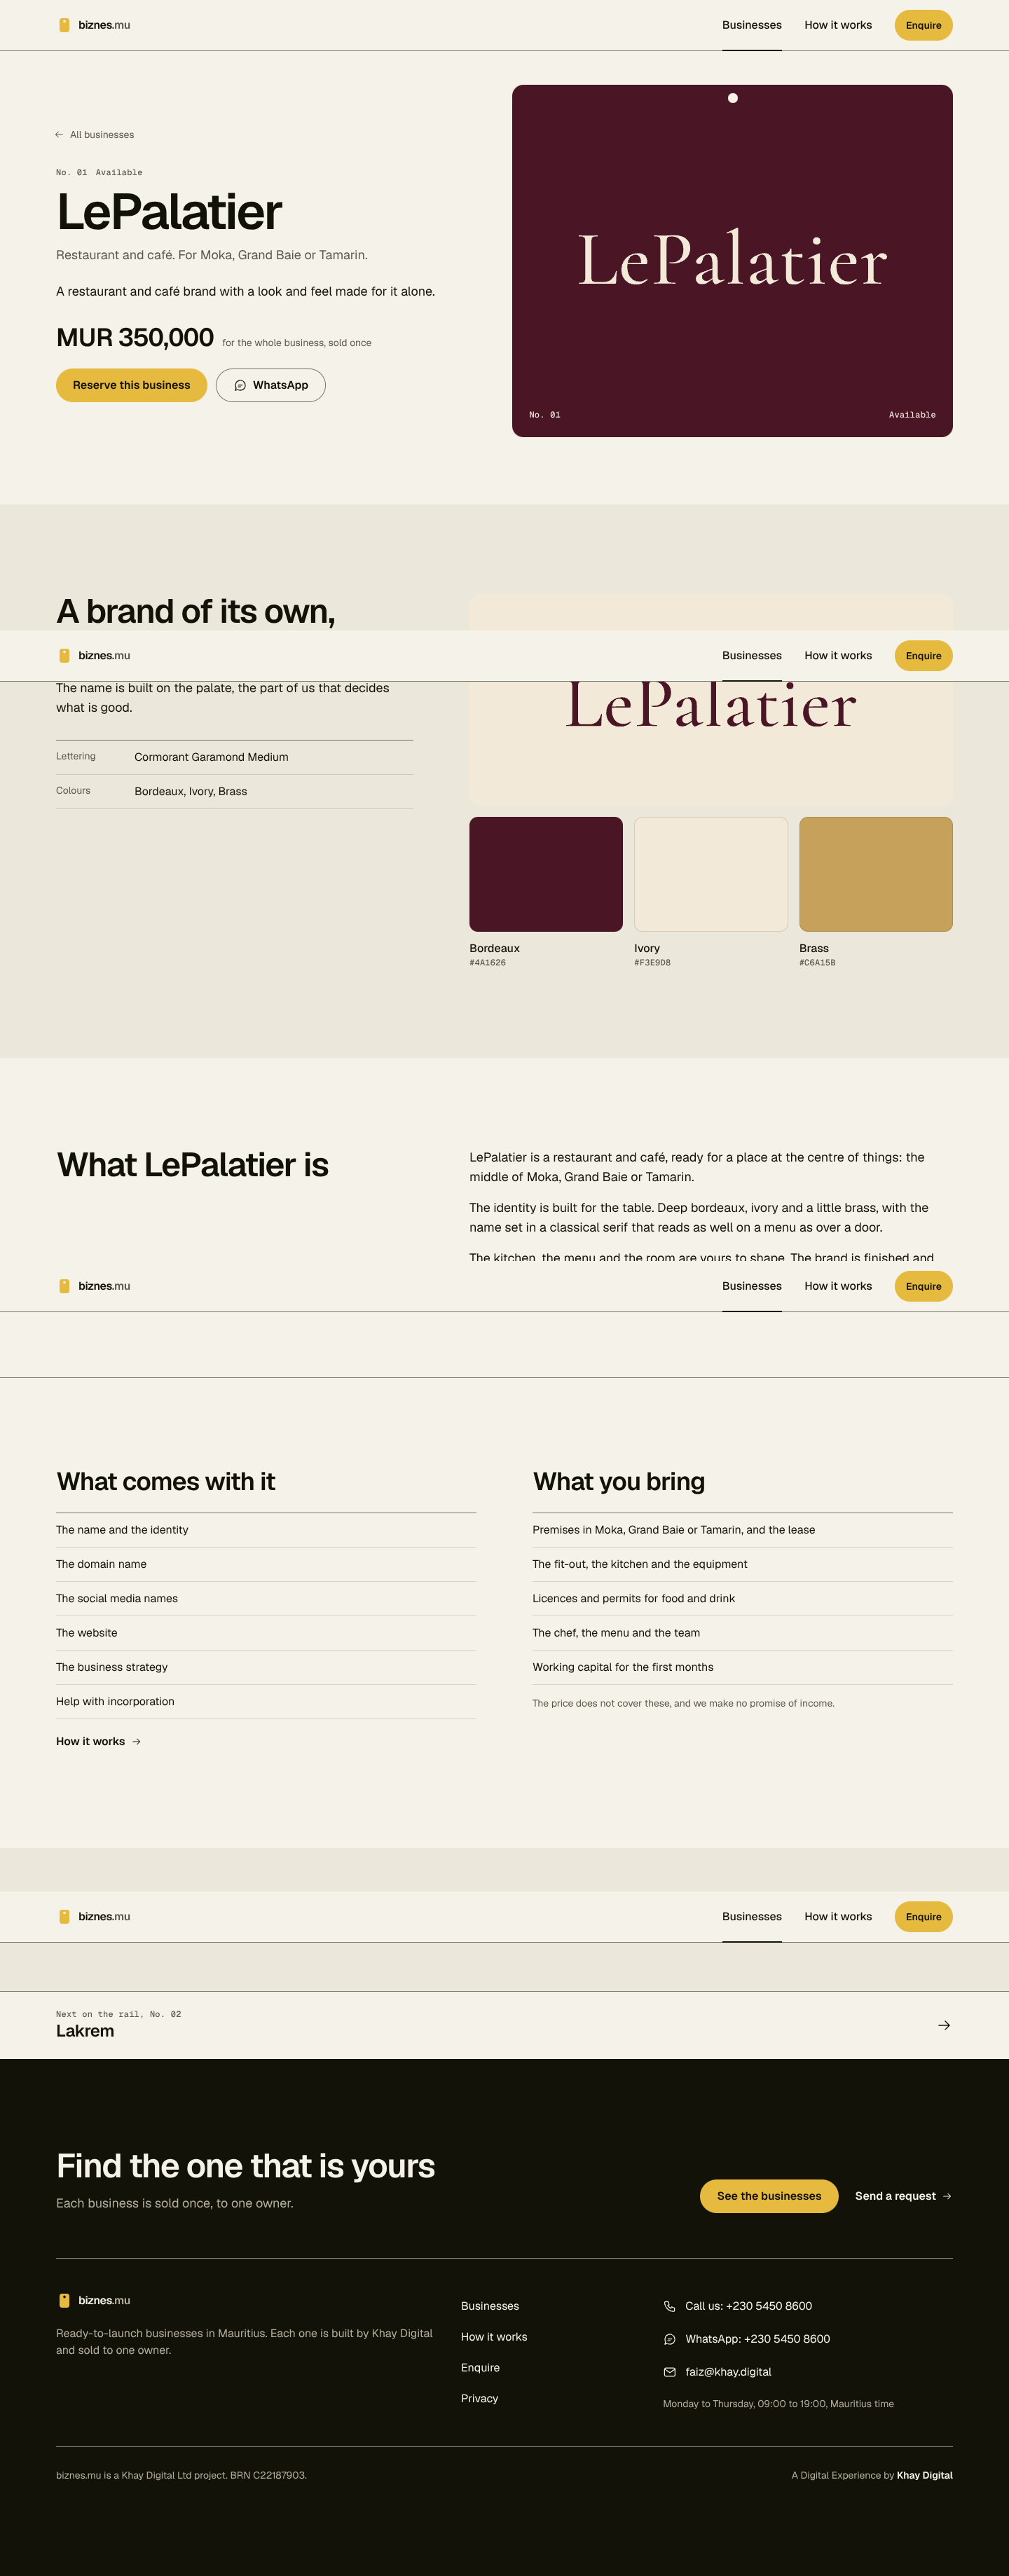 biznes.mu
Businesses
How it works
Enquire
← All businesses
No. 01 Available
LePalatier
Restaurant and café. For Moka, Grand Baie or Tamarin.
A restaurant and café brand with a look and feel made for it alone.
MUR 350,000 for the whole business, sold once
Reserve this business
WhatsApp
LePalatier
No. 01
Available
A brand of its own,
biznes.mu
Businesses
How it works
Enquire
The name is built on the palate, the part of us that decides
what is good.
Lettering Cormorant Garamond Medium
Colours Bordeaux, Ivory, Brass
LePalatier
Bordeaux
#4A1626
Ivory
#F3E9D8
Brass
#C6A15B
What LePalatier is
LePalatier is a restaurant and café, ready for a place at the centre of things: the
middle of Moka, Grand Baie or Tamarin.
The identity is built for the table. Deep bordeaux, ivory and a little brass, with the
name set in a classical serif that reads as well on a menu as over a door.
The kitchen, the menu and the room are yours to shape. The brand is finished and
biznes.mu
Businesses
How it works
Enquire
What comes with it
The name and the identity
The domain name
The social media names
The website
The business strategy
Help with incorporation
How it works →
What you bring
Premises in Moka, Grand Baie or Tamarin, and the lease
The fit-out, the kitchen and the equipment
Licences and permits for food and drink
The chef, the menu and the team
Working capital for the first months
The price does not cover these, and we make no promise of income.
biznes.mu
Businesses
How it works
Enquire
Next on the rail, No. 02
Lakrem
→
Find the one that is yours
Each business is sold once, to one owner.
See the businesses
Send a request →
biznes.mu
Ready-to-launch businesses in Mauritius. Each one is built by Khay Digital
and sold to one owner.
Businesses
How it works
Enquire
Privacy
Call us: +230 5450 8600
WhatsApp: +230 5450 8600
faiz@khay.digital
Monday to Thursday, 09:00 to 19:00, Mauritius time
biznes.mu is a Khay Digital Ltd project. BRN C22187903.
A Digital Experience by Khay Digital